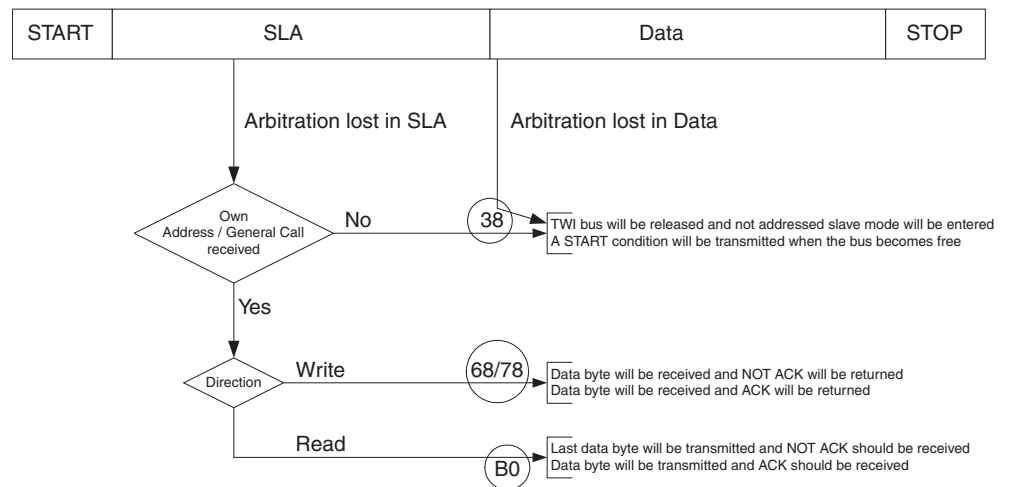 START SLA Data STOP
Arbitration lost in SLA Arbitration lost in Data
Own
Address / General Call
received
No
38
TWI bus will be released and not addressed slave mode will be entered
A START condition will be transmitted when the bus becomes free
Yes
Direction
Write
68/78
Data byte will be received and NOT ACK will be returned
Data byte will be received and ACK will be returned
Read
B0
Last data byte will be transmitted and NOT ACK should be received
Data byte will be transmitted and ACK should be received